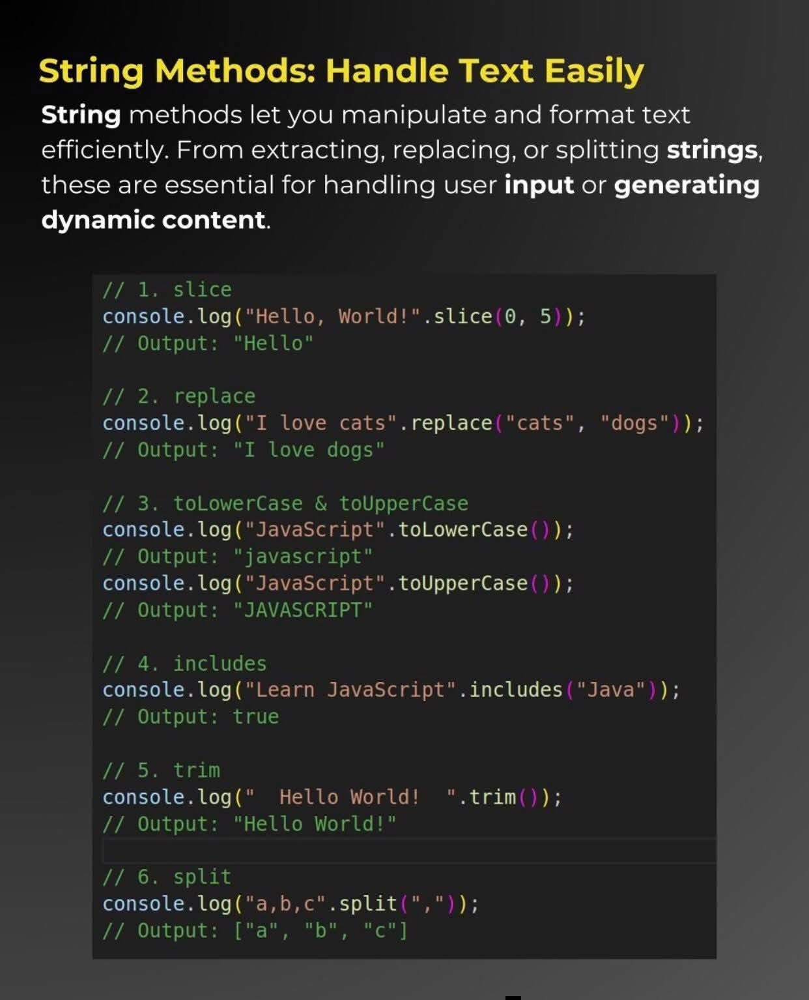 String Methods: Handle Text Easily
String methods let you manipulate and format text
efficiently. From extracting, replacing, or splitting strings,
these are essential for handling user input or generating
dynamic content.
// 1. slice
console.log("Hello, World!".slice(0, 5));
// Output: "Hello"
// 2. replace
console.log("I love cats".replace("cats", "dogs"));
// Output: "I love dogs"
// 3. toLowerCase & toUpperCase
console.log("JavaScript".toLowerCase());
// Output: "javascript"
console.log("JavaScript".toUpperCase());
// Output: "JAVASCRIPT"
// 4. includes
console.log("Learn JavaScript".includes("Java"));
// Output: true
// 5. trim
console.log("  Hello World!  ".trim());
// Output: "Hello World!"
// 6. split
console.log("a,b,c".split(","));
// Output: ["a", "b", "c"]